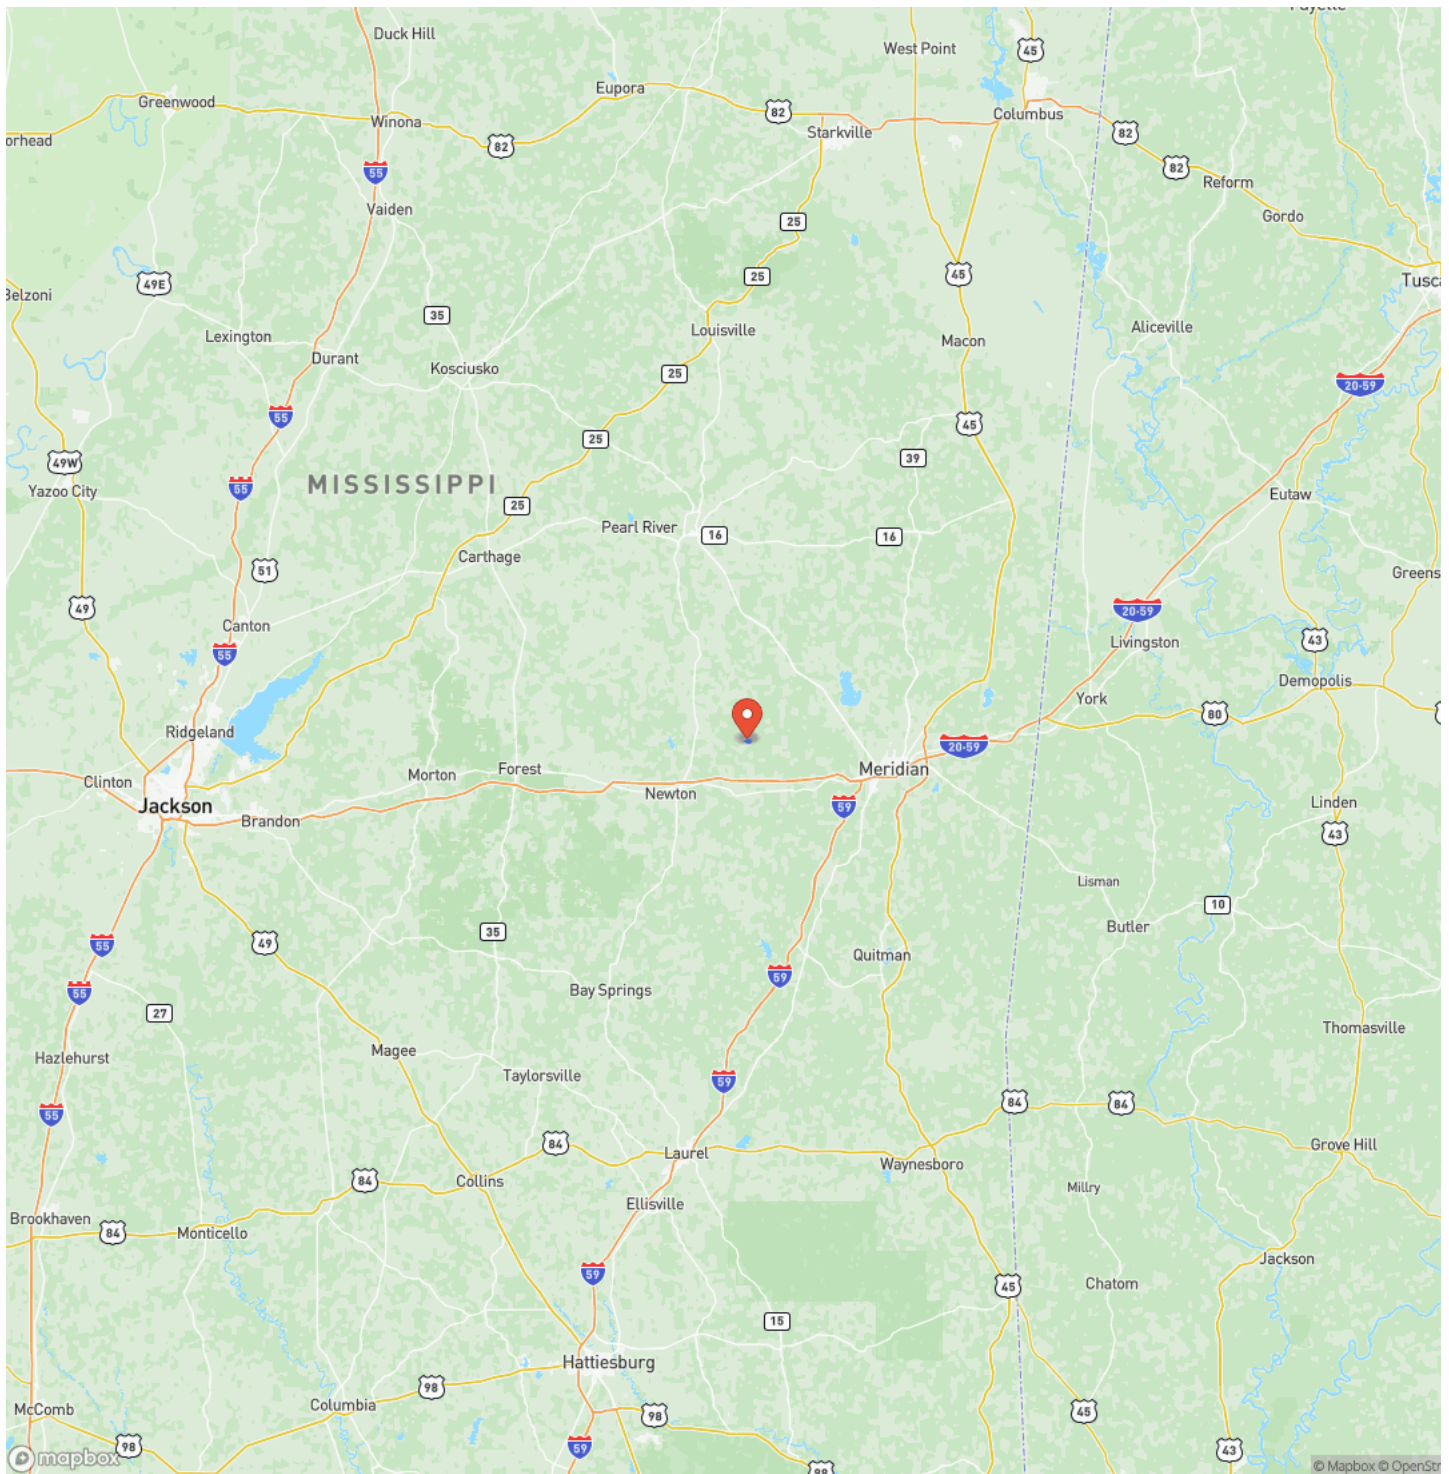 Fayette
Duck Hill
West Point
45
Eupora
Greenwood
82
Columbus
Winona
Starkville
82
orhead
82
55
82
Reform
Vaiden
Gordo
25
25
45
49E
Tusca
Belzoni
35
Aliceville
Louisville
Lexington
Macon
Durant
Kosciusko
25
20-59
55
45
25
39
49W
MISSISSIPPI
55
Yazoo City
Eutaw
25
Pearl River
16
16
Carthage
51
Greens
49
20-59
Canton
43
Livingston
55
Demopolis
York
80
Ridgeland
20-59
Meridian
Forest
Morton
Clinton
Newton
Jackson
59
Linden
Brandon
43
Lisman
10
Butler
35
49
55
Quitman
59
Bay Springs
55
27
Thomasville
Magee
Hazlehurst
Taylorsville
59
84
84
55
84
Grove Hill
Laurel
Waynesboro
84
Collins
Millry
Ellisville
Brookhaven
84
Monticello
Jackson
59
Chatom
45
15
Hattiesburg
98
Columbia
McComb
45
98
98
59
43
mapbox
© Mapbox © OpenStr
98